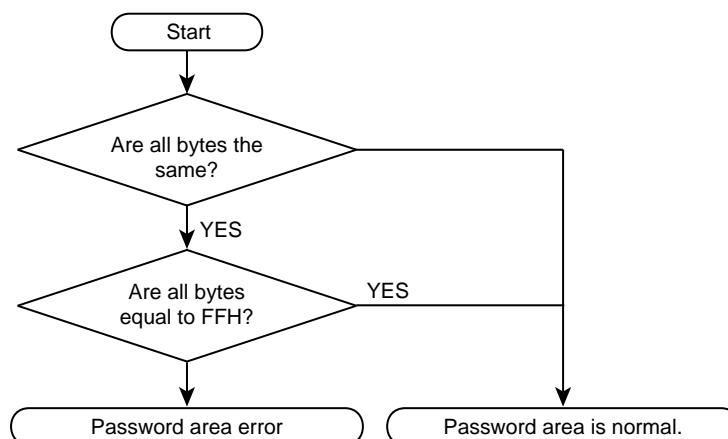 Start
Are all bytes the
same?
YES
Are all bytes
equal to FFH?
YES
Password area error
Password area is normal.